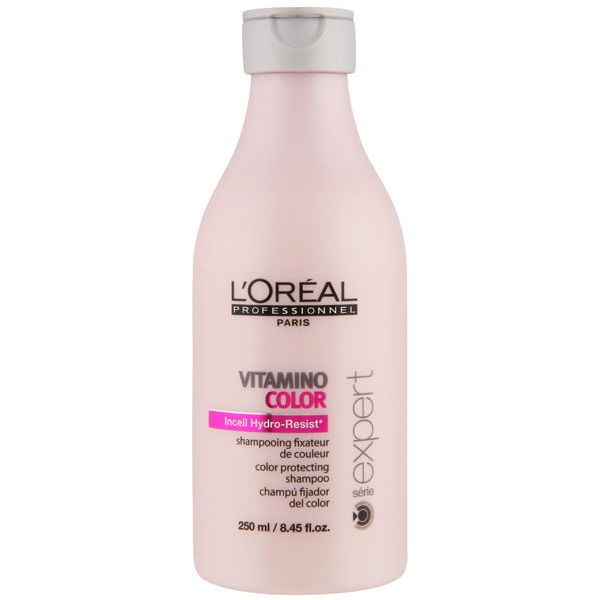 L'ORÉAL
PROFESSIONNEL
PARIS
VITAMINO
COLOR
Incell Hydro-Resist*
shampooing fixateur
de couleur
color protecting
shampoo
champú fijador
del color
250 ml / 8.45 fl.oz.
série expert